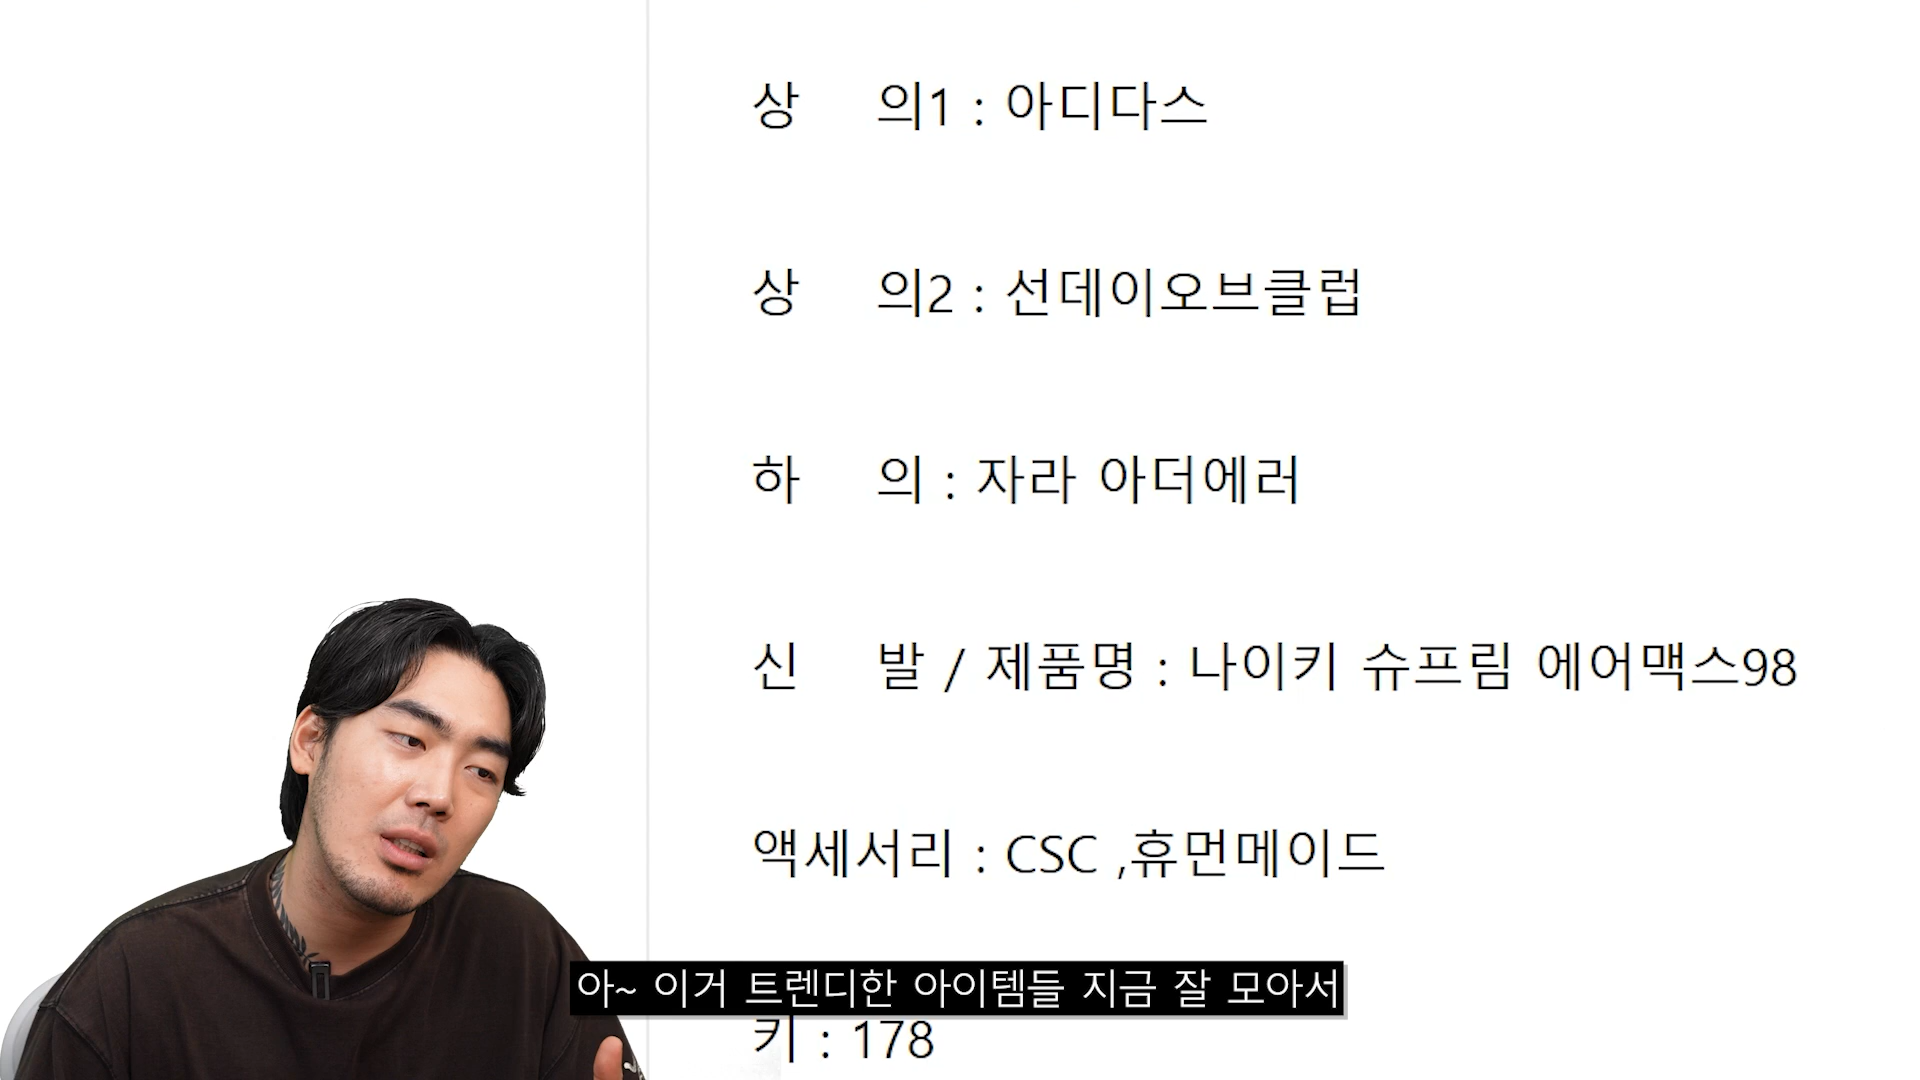 상 의1 : 아디다스
상 의2 : 선데이오브클럽
하 의 : 자라 아더에러
신 발 / 제품명 : 나이키 슈프림 에어맥스98
액세서리 : CSC ,휴먼메이드
아~ 이거 트렌디한 아이템들 지금 잘 모아서
키 : 178